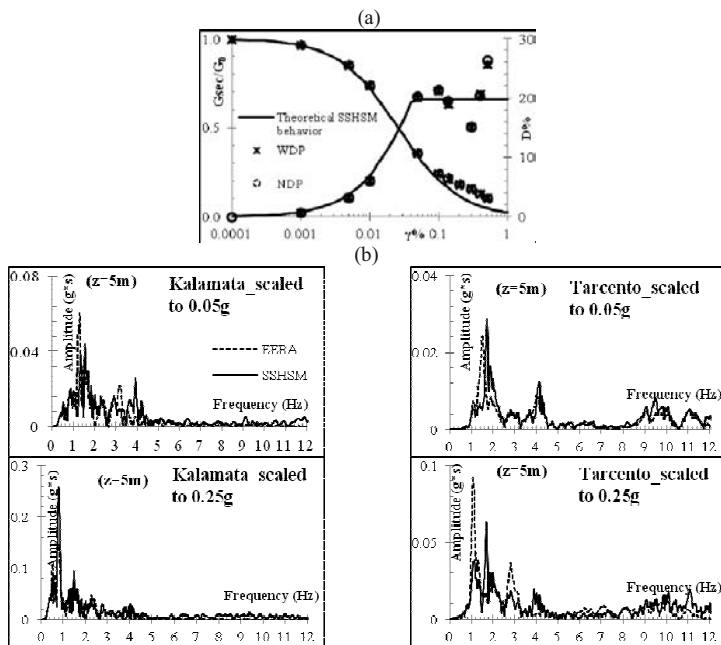 (a)
Gsec/G0
1.0
0.5
0.0
Theoretical SSHSM
behavior
WDP
NDP
30
20
10
0
D%
0.0001
0.001
0.01
γ% 0.1
1
(b)
0.08
0.04
0
Amplitude (g*s)
(z=5m)
Kalamata_scaled
to 0.05g
EERA
SSHSM
Frequency (Hz)
0 1 2 3 4 5 6 7 8 9 10 11 12
0.04
0.02
0
Amplitude (g*s)
(z=5m)
Tarcento_scaled
to 0.05g
Frequency (Hz)
0 1 2 3 4 5 6 7 8 9 10 11 12
0.3
0.2
0.1
0
Amplitude (g*s)
(z=5m)
Kalamata_scaled
to 0.25g
Frequency (Hz)
0 1 2 3 4 5 6 7 8 9 10 11 12
0.1
0.05
0
Amplitude (g*s)
(z=5m)
Tarcento_scaled
to 0.25g
Frequency (Hz)
0 1 2 3 4 5 6 7 8 9 10 11 12